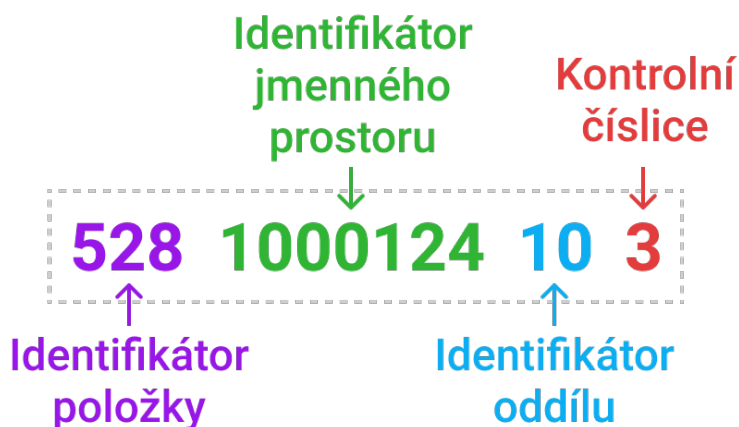 Identifikátor
jmenného
prostoru
Kontrolní
číslice
528 1000124 10 3
Identifikátor
položky
Identifikátor
oddílu